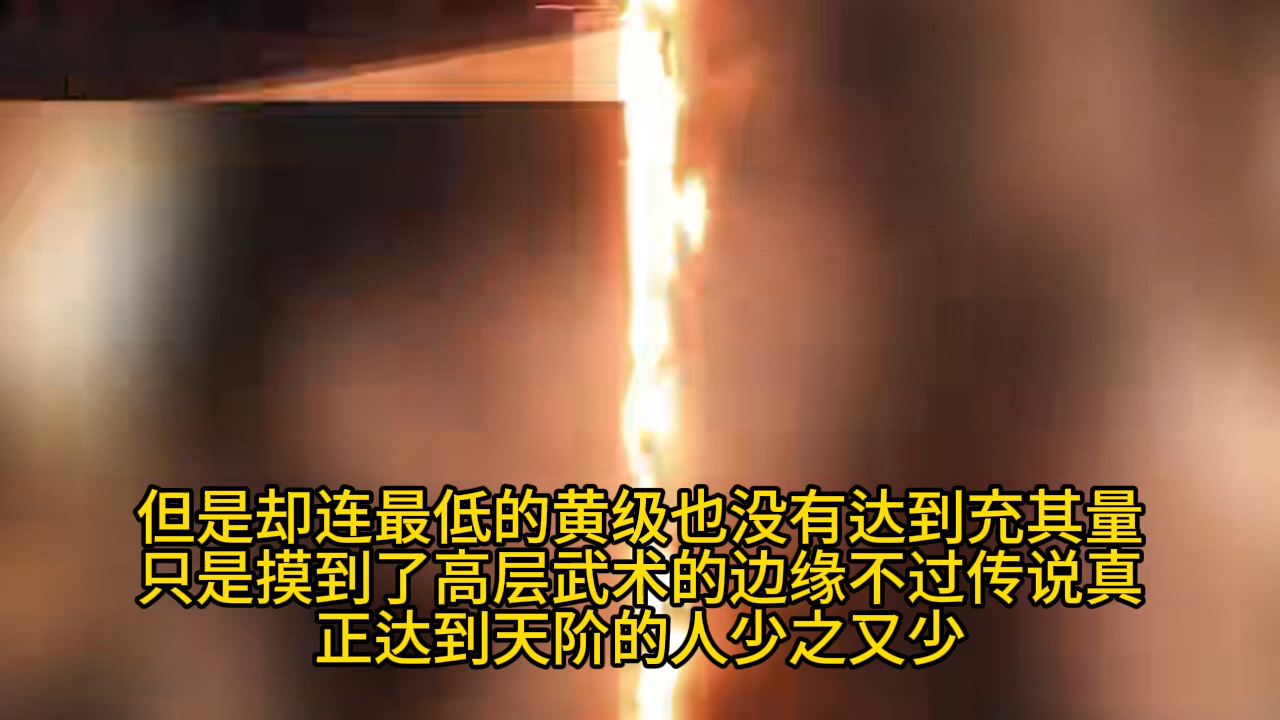 但是却连最低的黄级也没有达到充其量
只是摸到了高层武术的边缘不过传说真
正达到天阶的人少之又少